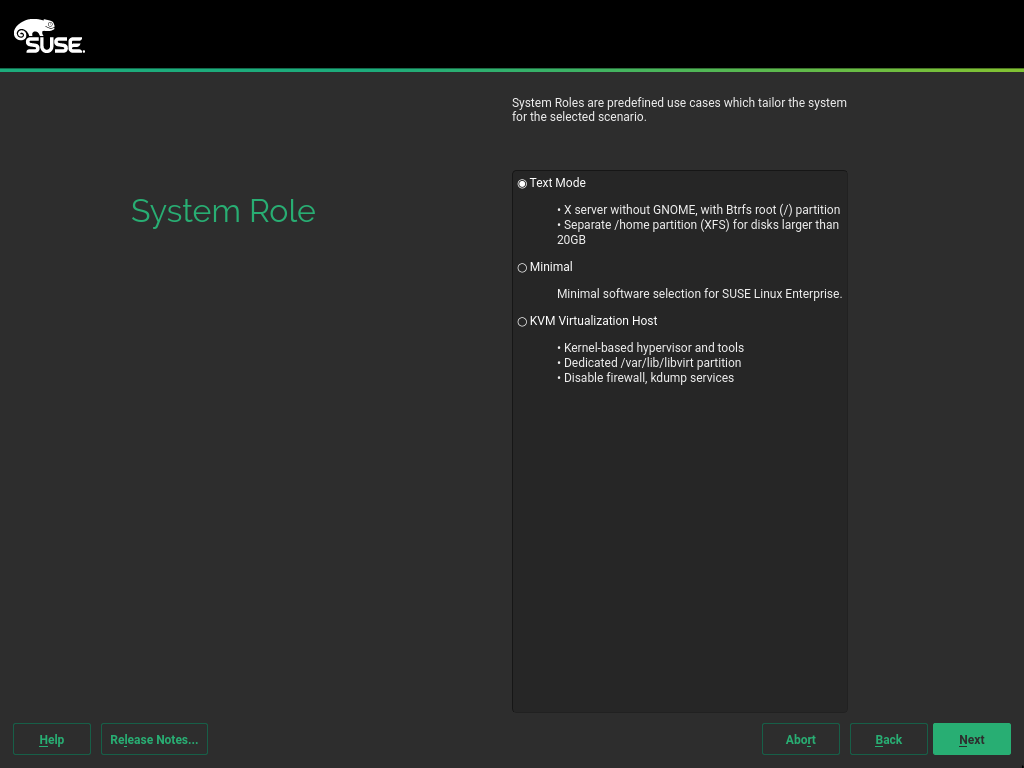 SUSE.
System Roles are predefined use cases which tailor the system
for the selected scenario.
System Role
Text Mode
• X server without GNOME, with Btrfs root (/) partition
• Separate /home partition (XFS) for disks larger than
20GB
Minimal
Minimal software selection for SUSE Linux Enterprise.
KVM Virtualization Host
• Kernel-based hypervisor and tools
• Dedicated /var/lib/libvirt partition
• Disable firewall, kdump services
Help
Release Notes...
Abort
Back
Next